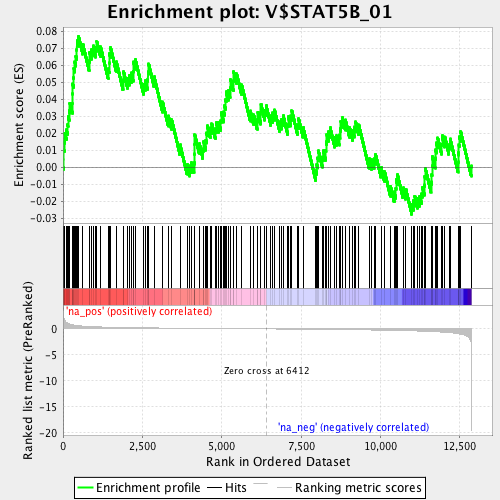 Enrichment plot: V$STAT5B_01
Enrichment score (ES)
0.08
0.07
0.06
0.05
0.04
0.03
0.02
0.01
0.00
-0.01
-0.02
-0.03
'na_pos' (positively correlated)
Ranked list metric (PreRanked)
0
-5
-10
-15
-20
Zero cross at 6412
'na_neg' (negatively correlated)
0
2,500
5,000
7,500
10,000
12,500
Rank in Ordered Dataset
Enrichment profile
Hits
Ranking metric scores